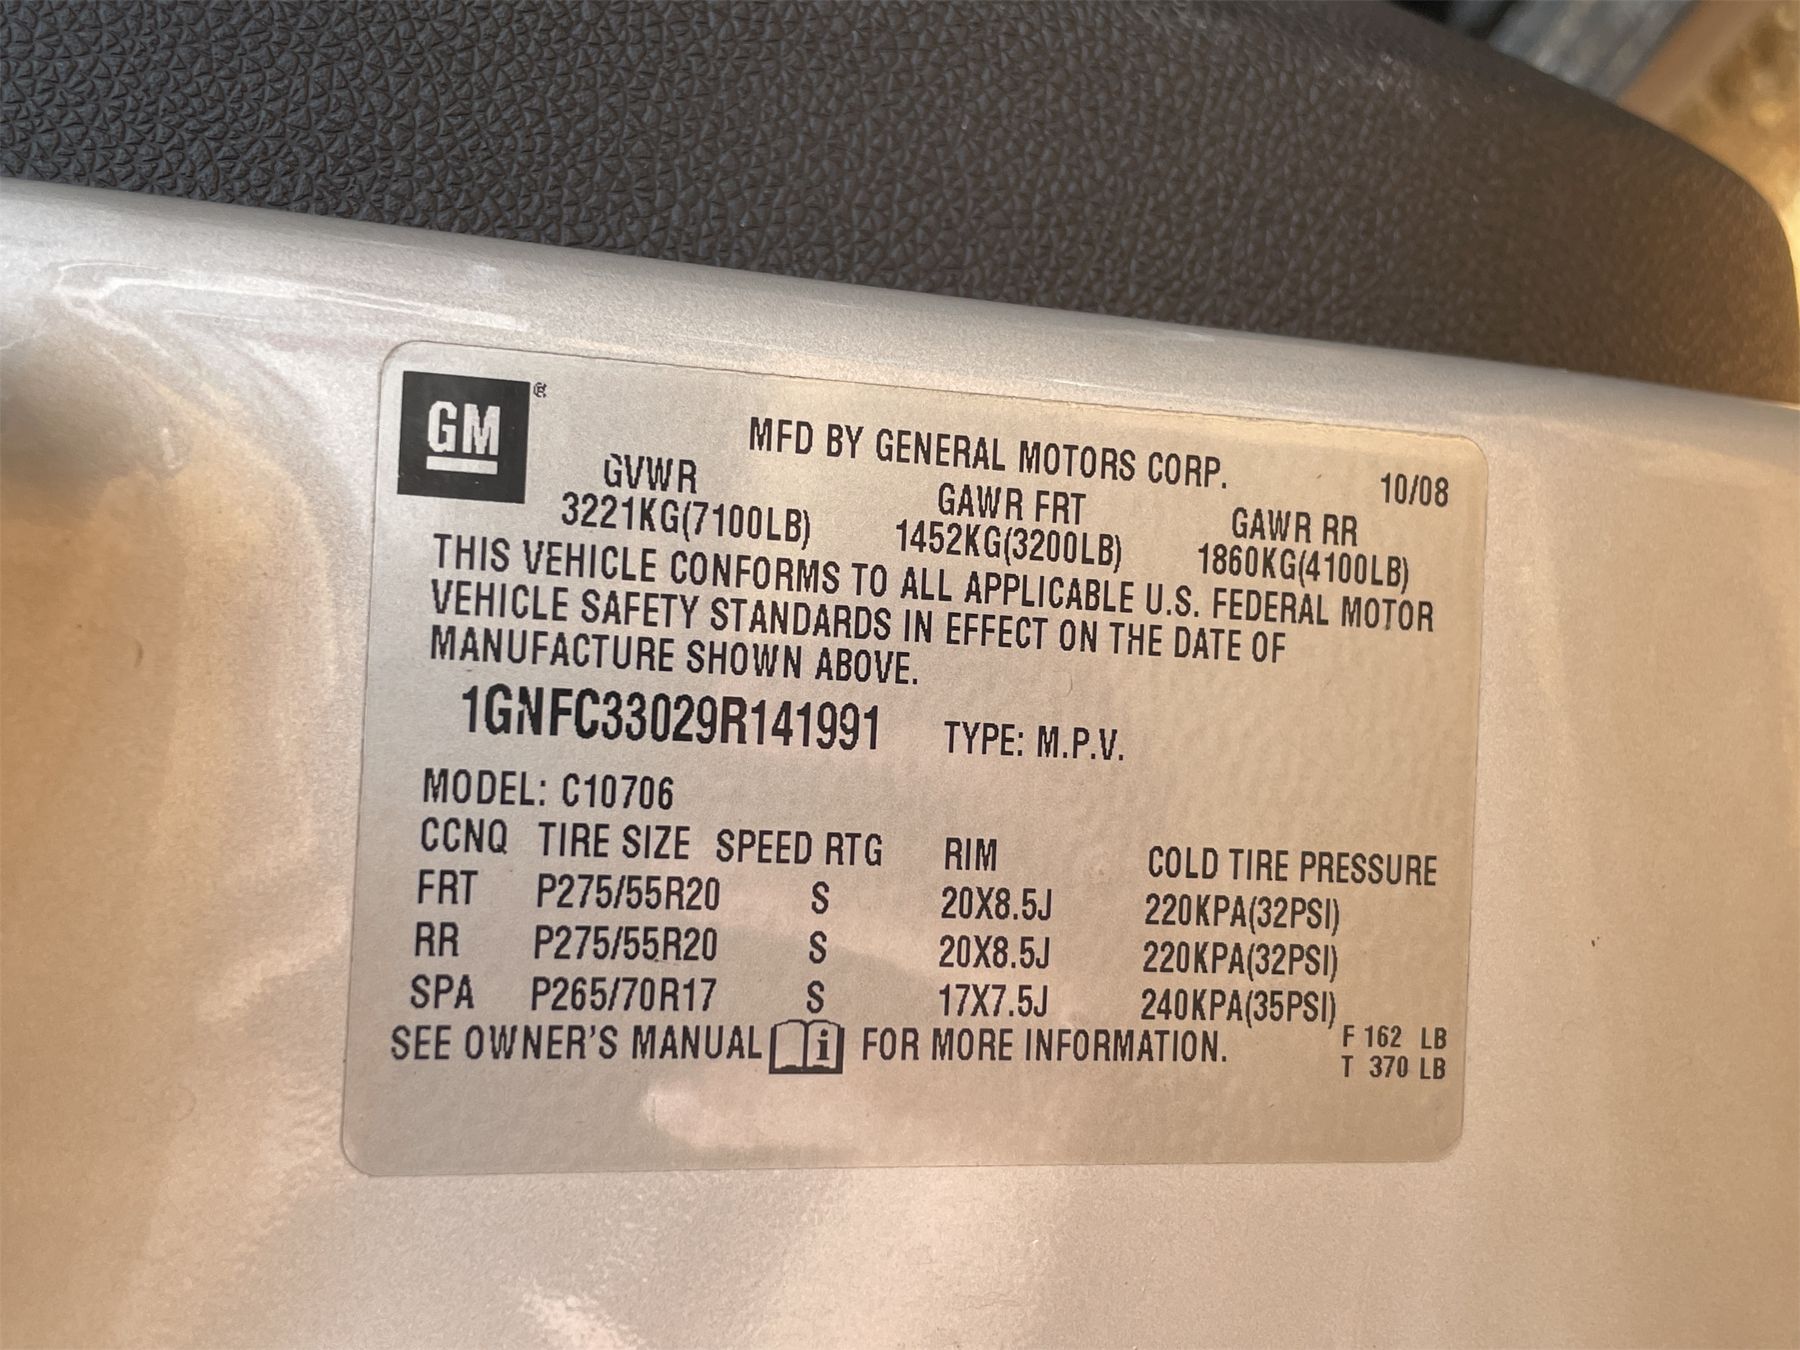 GM ®
MFD BY GENERAL MOTORS CORP.
10/08
GVWR GAWR FRT GAWR RR
3221KG(7100LB) 1452KG(3200LB) 1860KG(4100LB)
THIS VEHICLE CONFORMS TO ALL APPLICABLE U.S. FEDERAL MOTOR
VEHICLE SAFETY STANDARDS IN EFFECT ON THE DATE OF
MANUFACTURE SHOWN ABOVE.
1GNFC33029R141991 TYPE: M.P.V.
MODEL: C10706
CCNQ TIRE SIZE SPEED RTG RIM COLD TIRE PRESSURE
FRT P275/55R20 S 20X8.5J 220KPA(32PSI)
RR P275/55R20 S 20X8.5J 220KPA(32PSI)
SPA P265/70R17 S 17X7.5J 240KPA(35PSI)
SEE OWNER'S MANUAL i FOR MORE INFORMATION.
F 162 LB
T 370 LB